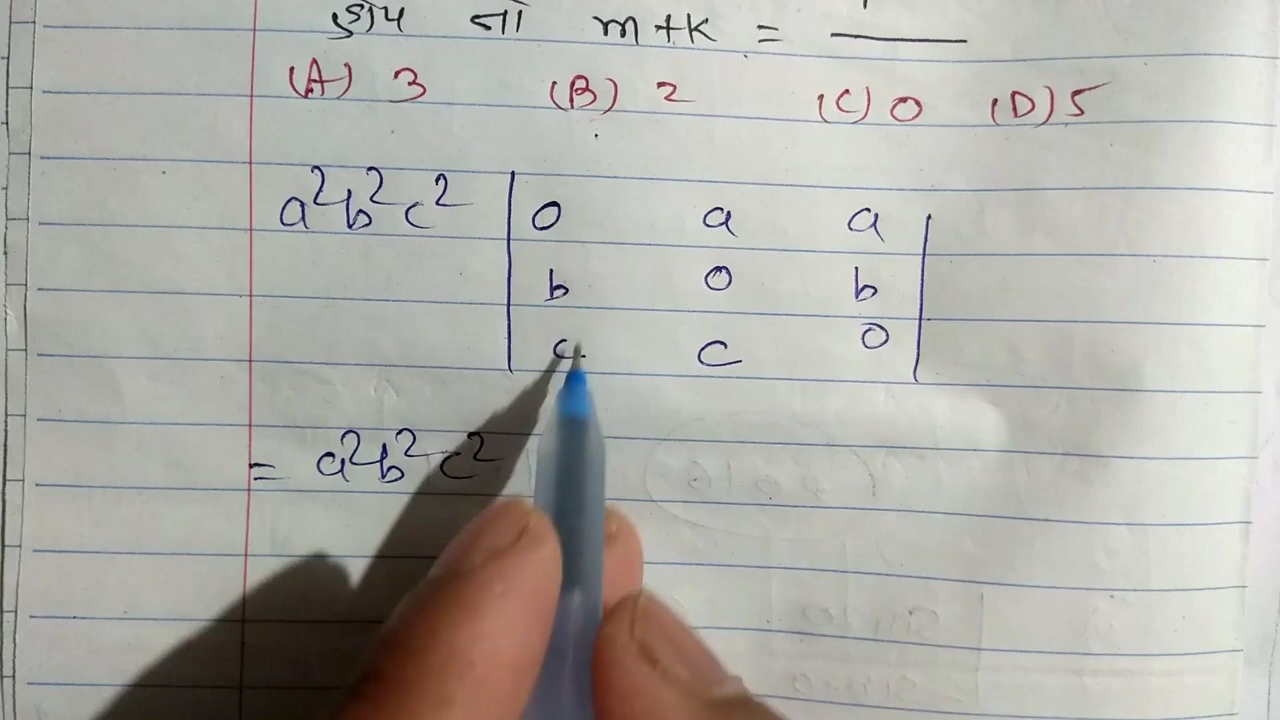 હોય તો m+k = ____
(A) 3 (B) 2 (C) 0 (D) 5
a²b²c² | 0 a a |
| b 0 b |
| c c 0 |
= a²b²c²